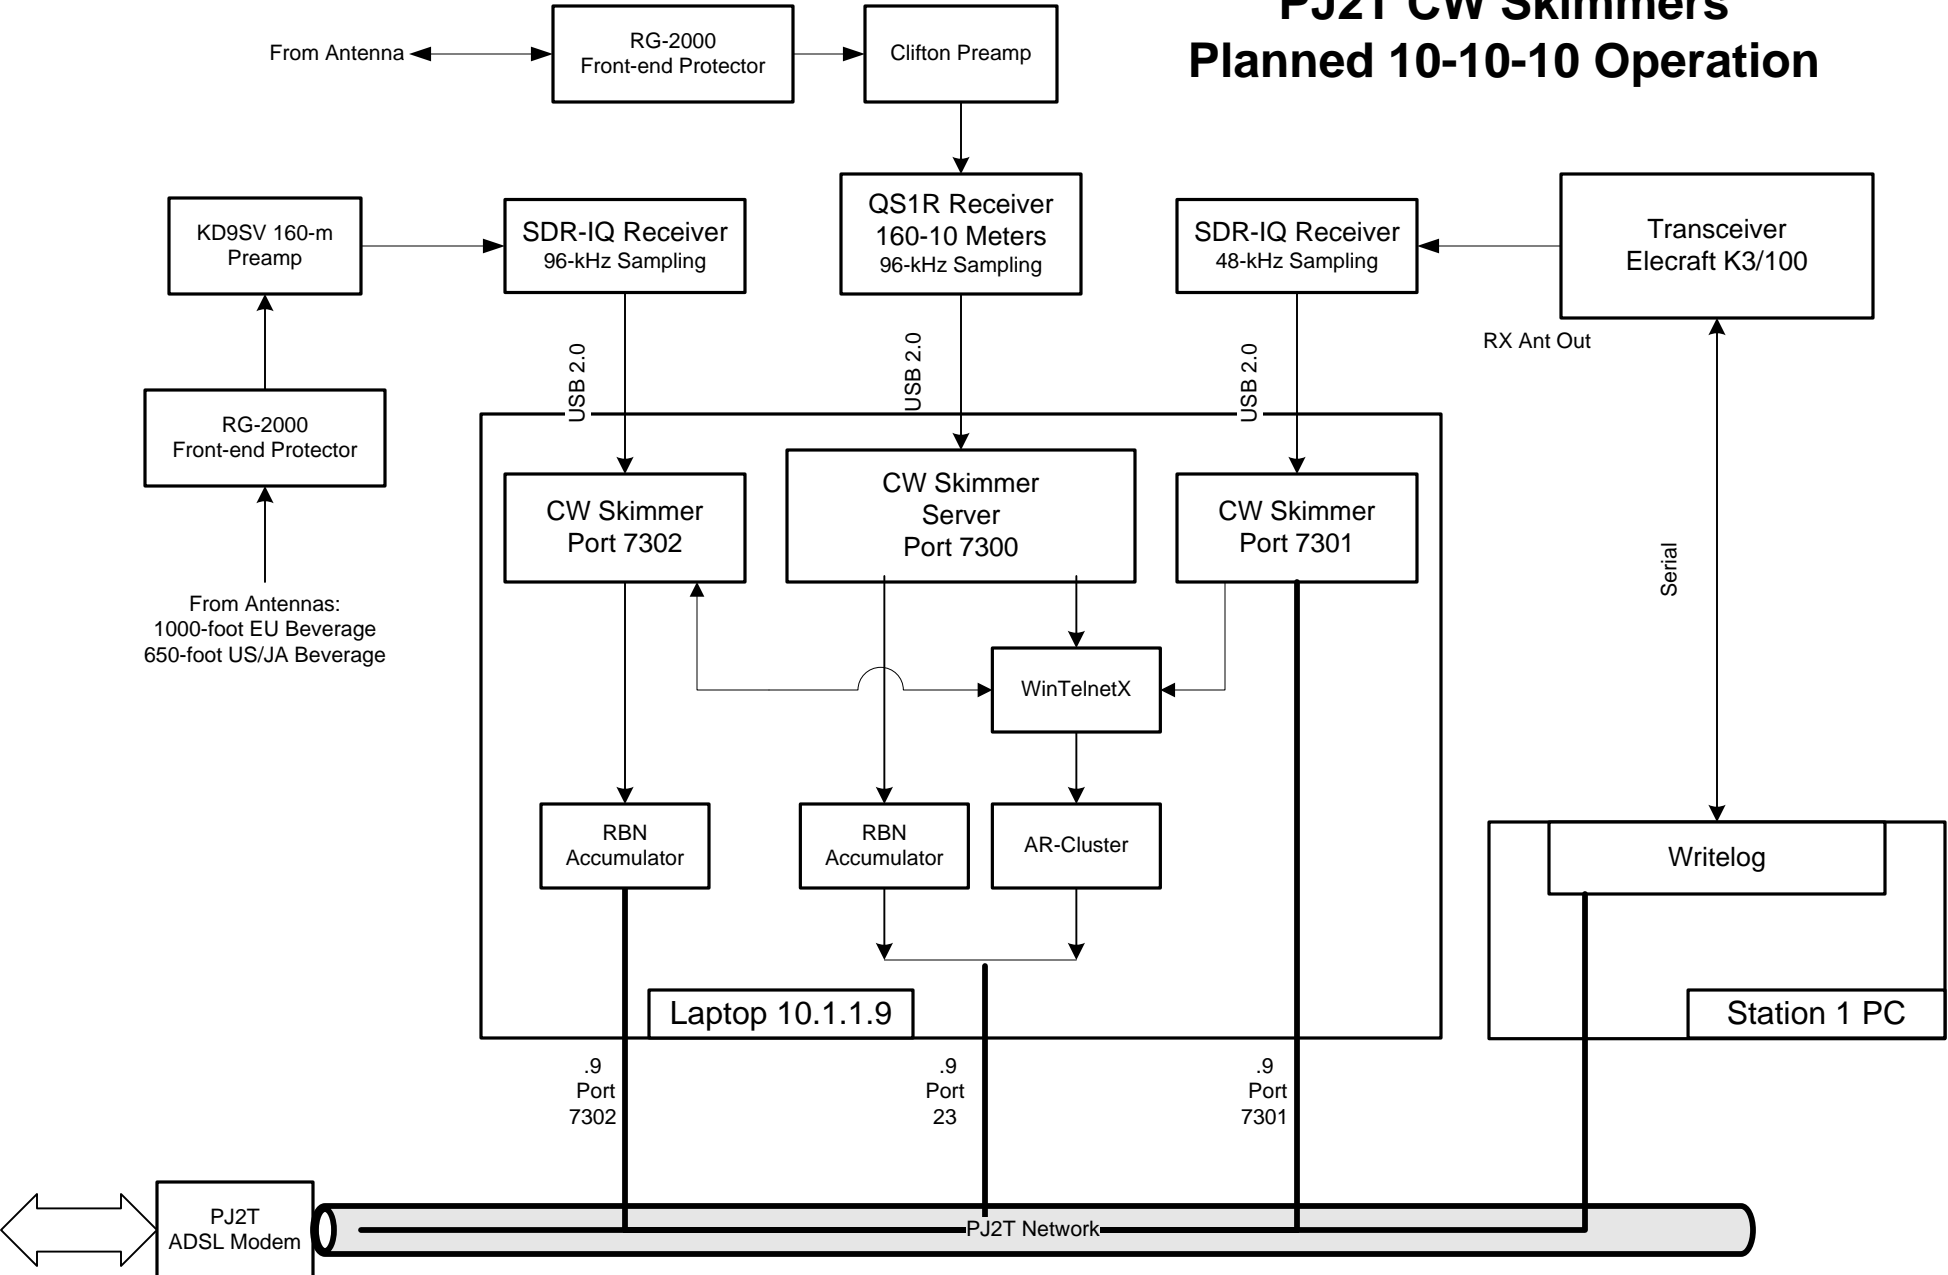 PJ2T CW Skimmers
Planned 10-10-10 Operation
From Antenna
RG-2000
Front-end Protector
Clifton Preamp
KD9SV 160-m
Preamp
SDR-IQ Receiver
96-kHz Sampling
QS1R Receiver
160-10 Meters
96-kHz Sampling
SDR-IQ Receiver
48-kHz Sampling
Transceiver
Elecraft K3/100
RX Ant Out
USB 2.0
USB 2.0
USB 2.0
RG-2000
Front-end Protector
CW Skimmer
Port 7302
CW Skimmer
Server
Port 7300
CW Skimmer
Port 7301
Serial
From Antennas:
1000-foot EU Beverage
650-foot US/JA Beverage
WinTelnetX
RBN
Accumulator
RBN
Accumulator
AR-Cluster
Writelog
Laptop 10.1.1.9
Station 1 PC
.9
Port
7302
.9
Port
23
.9
Port
7301
PJ2T
ADSL Modem
PJ2T Network